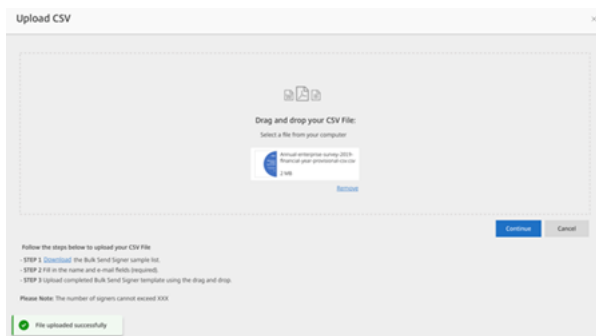 Upload CSV
Drag and drop your CSV File:
Select a file from your computer
Annual-enterprise-survey-2019-
financial-year-provisional-csv.csv
2 MB
Remove
Continue
Cancel
Follow the steps below to upload your CSV File
- STEP 1 Download the Bulk Send Signer sample list.
- STEP 2 Fill in the name and e-mail fields (required).
- STEP 3 Upload completed Bulk Send Signer template using the drag and drop.
Please Note: The number of signers cannot exceed XXX
File uploaded successfully